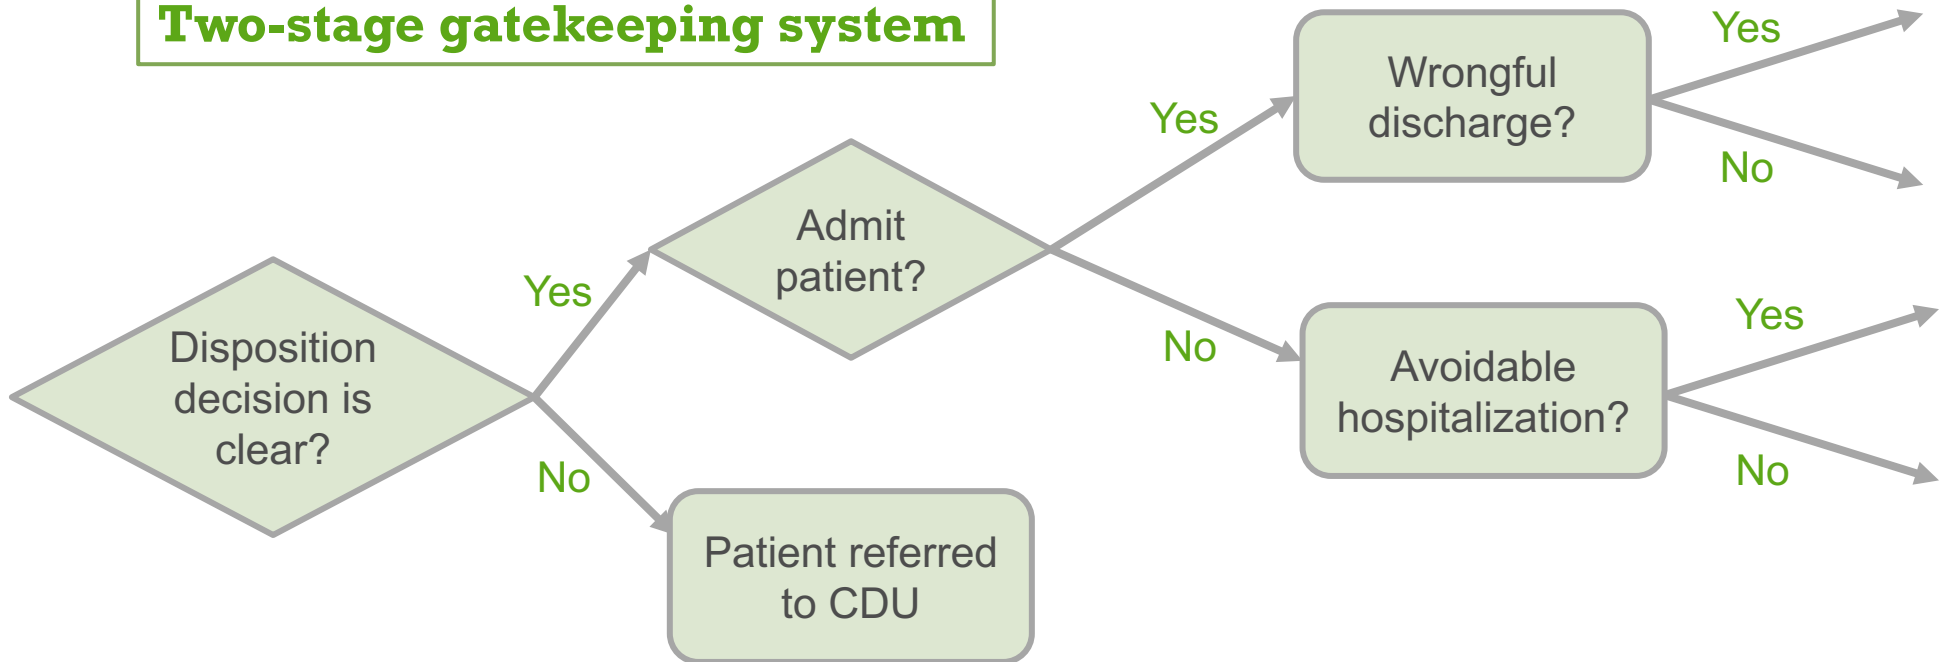 Two-stage gatekeeping system
Disposition
decision is
clear?
Yes
No
Admit
patient?
Patient referred
to CDU
Yes
No
Wrongful
discharge?
Yes
No
Avoidable
hospitalization?
Yes
No